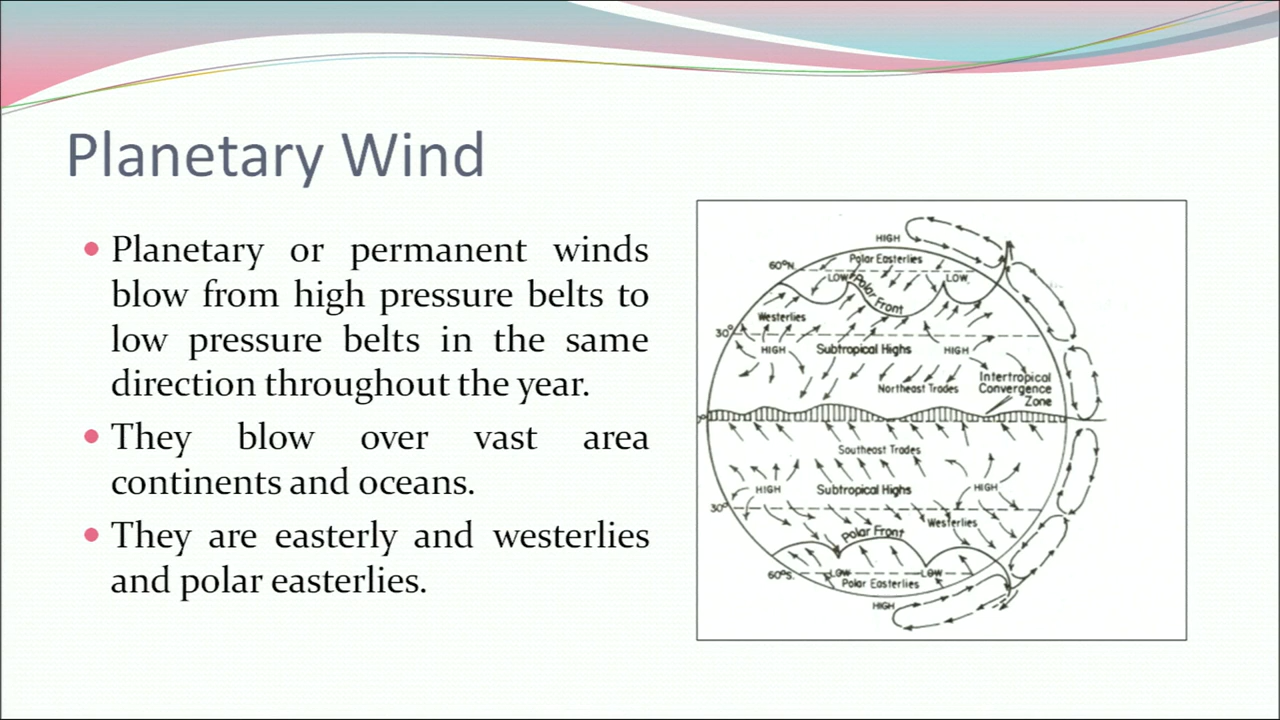 Planetary Wind
• Planetary or permanent winds
blow from high pressure belts to
low pressure belts in the same
direction throughout the year.
• They blow over vast area
continents and oceans.
• They are easterly and westerlies
and polar easterlies.
HIGH
60°N.
Polar Easterlies
LOW
LOW
Polar Front
Westerlies
30°
HIGH
Subtropical Highs
HIGH
Northeast Trades
Intertropical
Convergence
Zone
Southeast Trades
HIGH
Subtropical Highs
HIGH
30°
Westerlies
Polar Front
60°S.
LOW
LOW
Polar Easterlies
HIGH